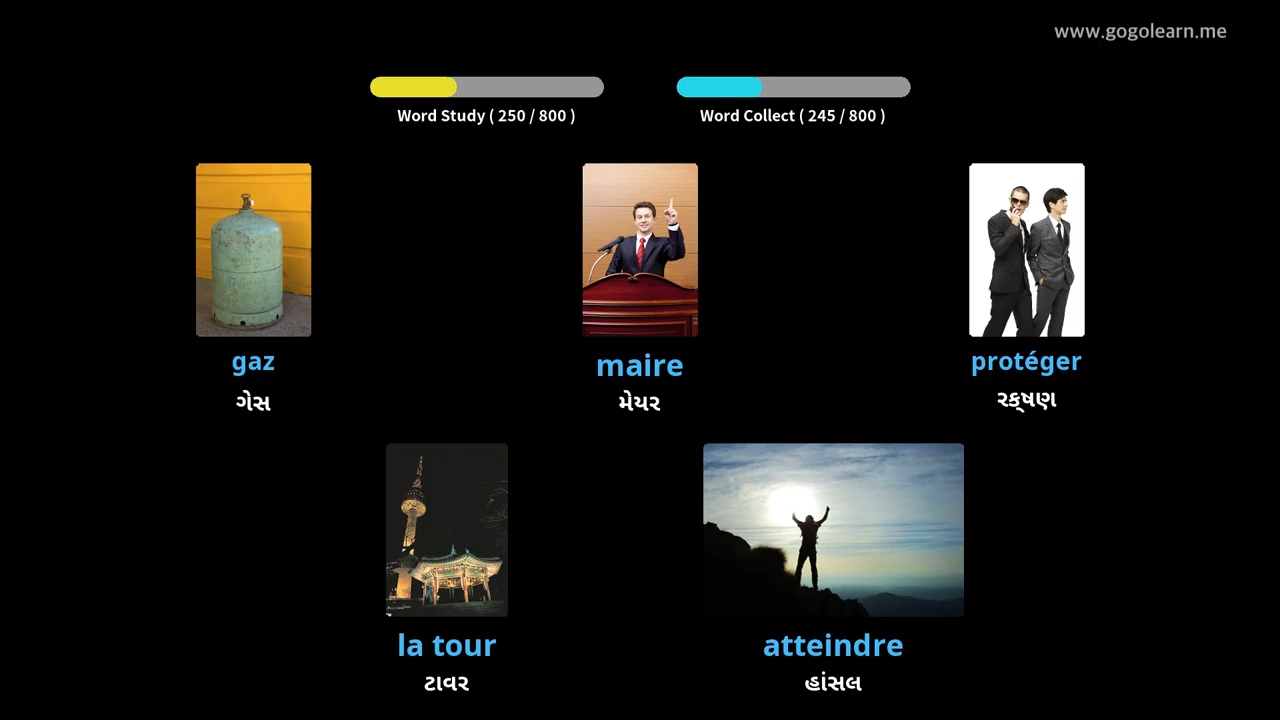 www.gogolearn.me
Word Study ( 250 / 800 )
Word Collect ( 245 / 800 )
gaz
maire
protéger
ગેસ
મેયર
રક્ષણ
la tour
atteindre
ટાવર
હાંસલ